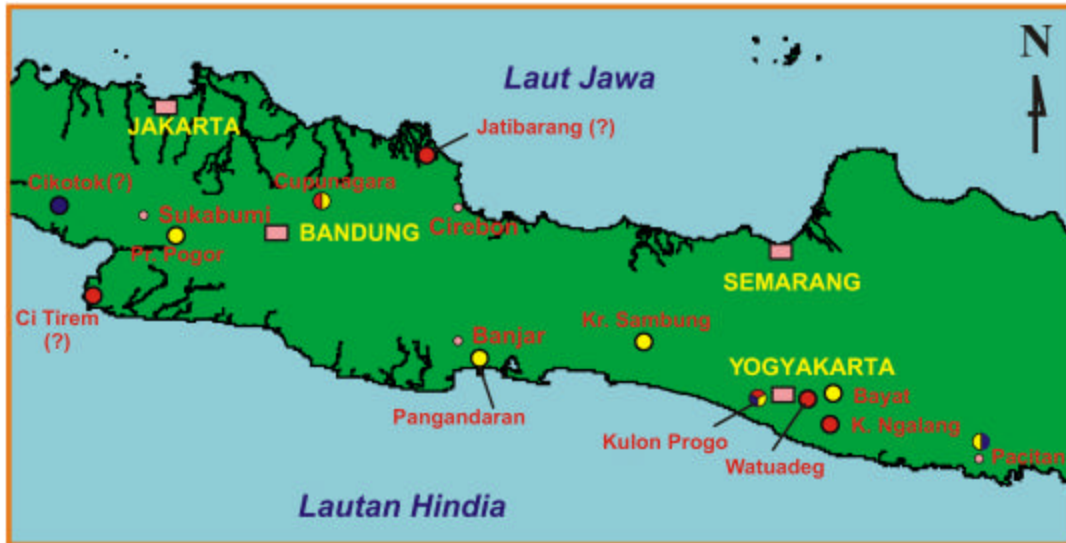 N
Laut Jawa
JAKARTA
Jatibarang (?)
Cikotok(?)
Cupunagara
Sukabumi
Cirebon
BANDUNG
Pr. Pogor
SEMARANG
Ci Tirem
(?)
Kr. Sambung
Banjar
YOGYAKARTA
Bayat
Pangandaran
K. Ngalang
Kulon Progo
Watuadeg
Pacitan
Lautan Hindia